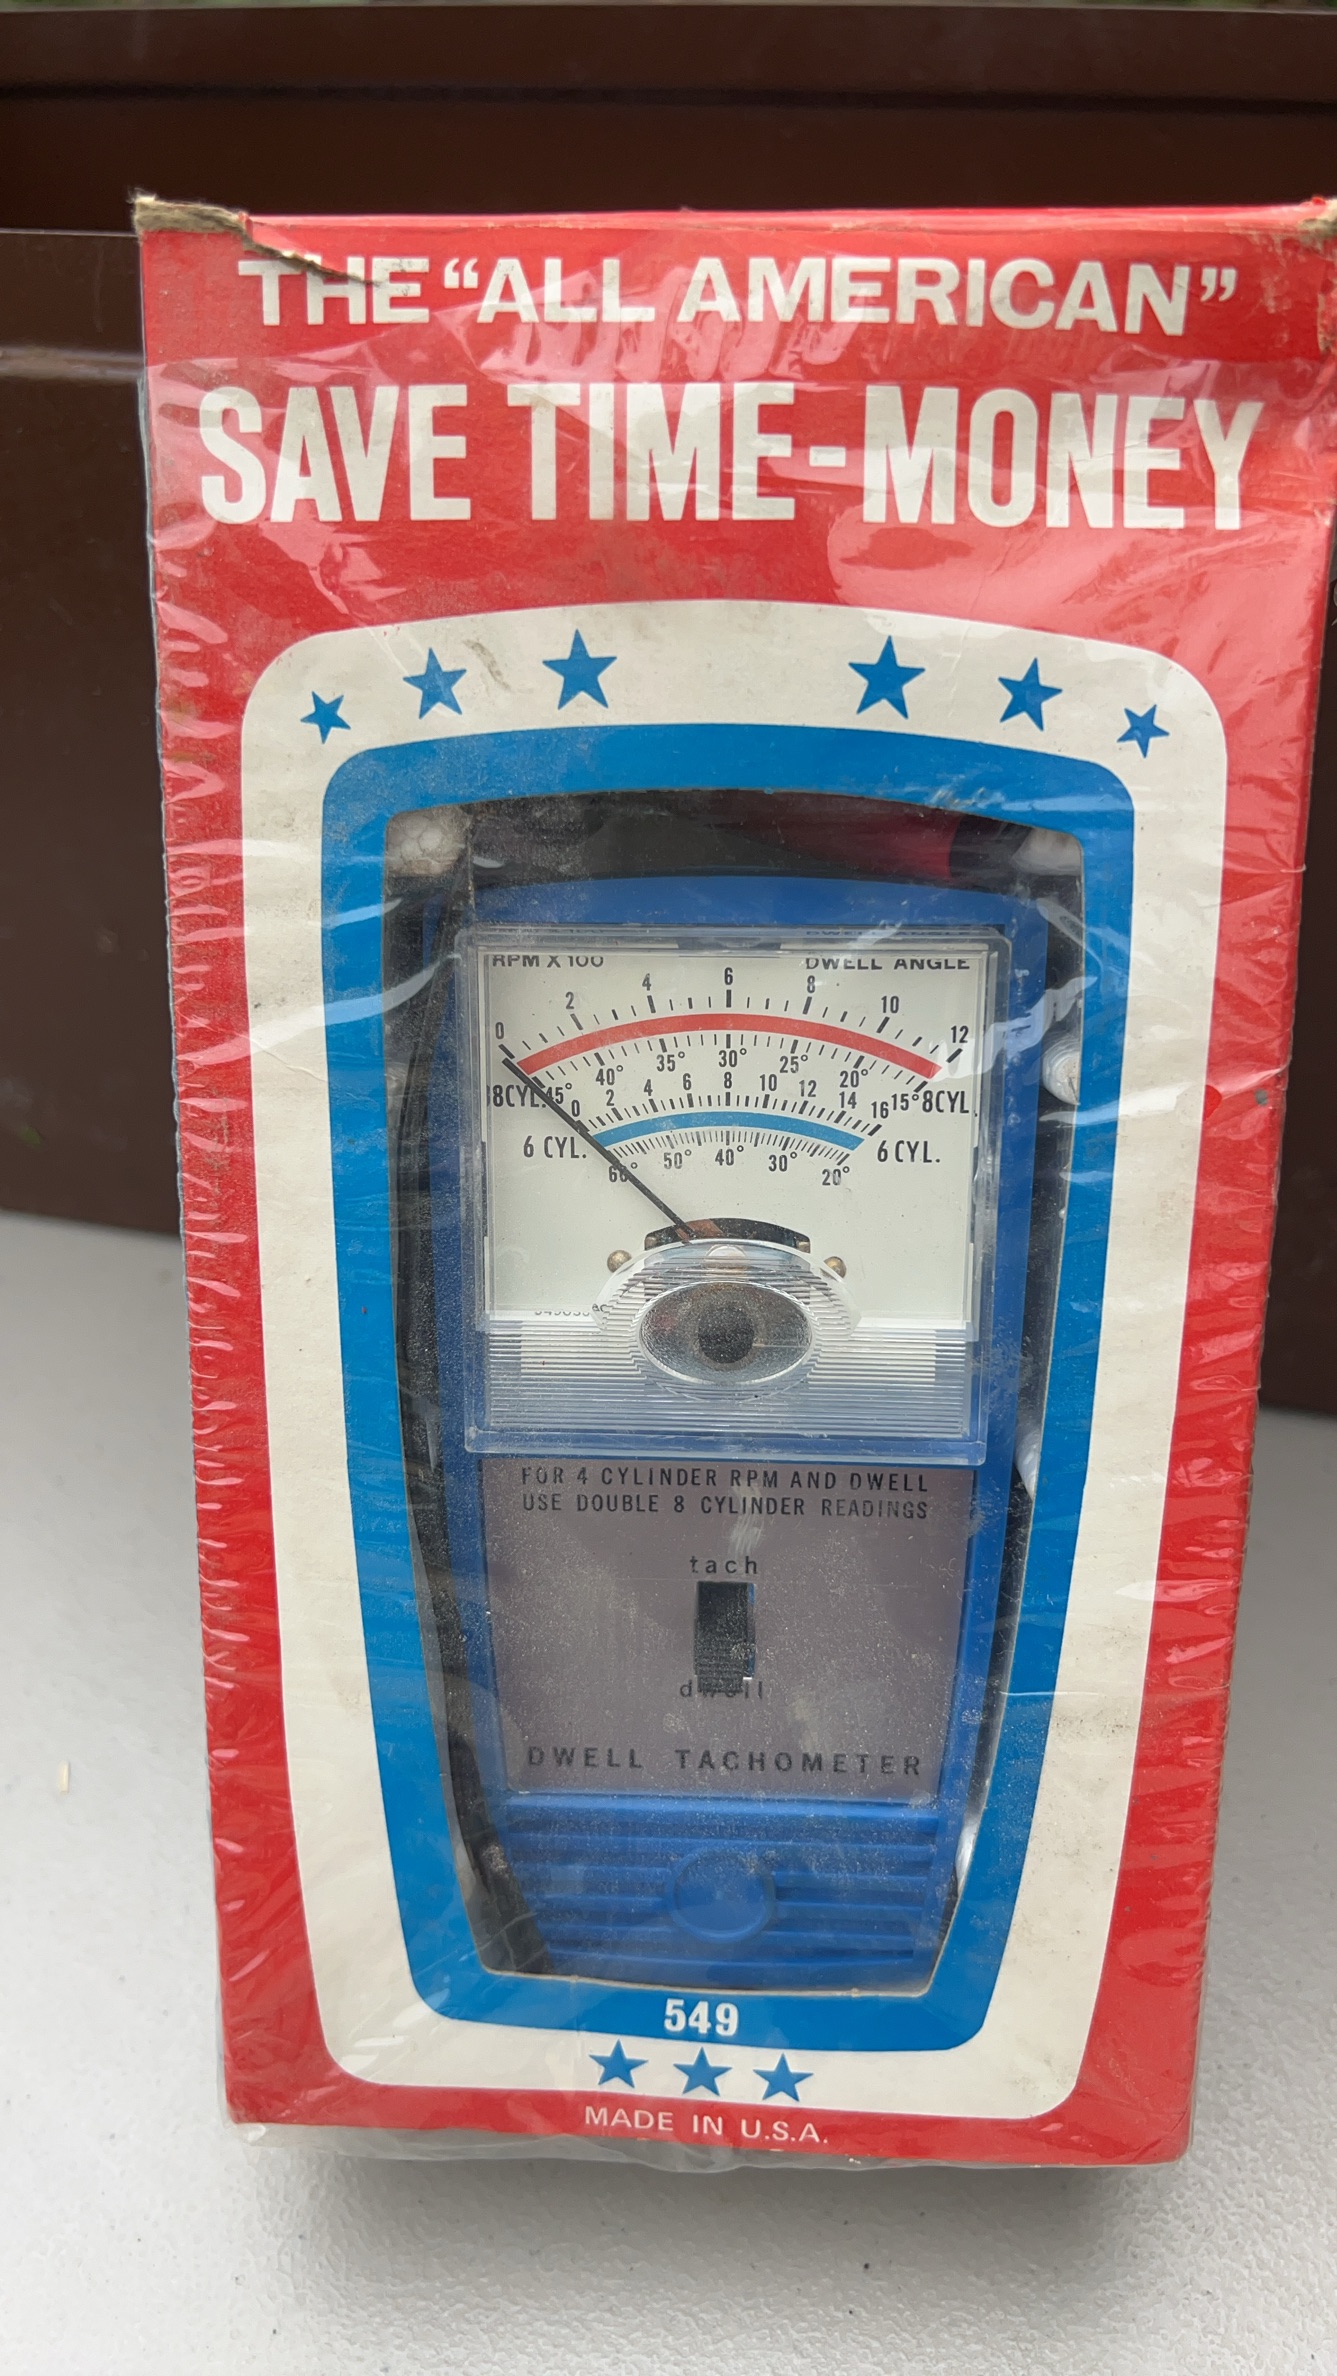 THE “ALL AMERICAN”
SAVE TIME-MONEY
RPM X 100 DWELL ANGLE
0 2 4 6 8 10 12
8CYL. 45° 40° 35° 30° 25° 20° 15° 8CYL.
0 2 4 6 8 10 12 14 16
6 CYL. 60° 50° 40° 30° 20° 6 CYL.
FOR 4 CYLINDER RPM AND DWELL
USE DOUBLE 8 CYLINDER READINGS
tach
dwell
DWELL TACHOMETER
549
MADE IN U.S.A.